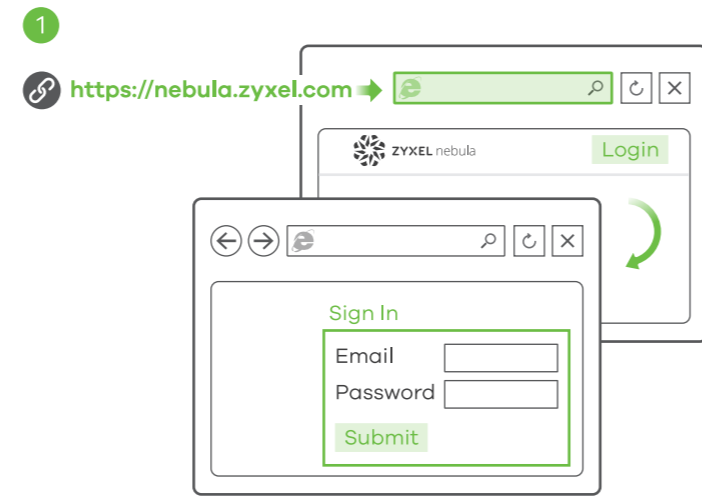 1
https://nebula.zyxel.com
ZYXEL nebula
Login
Sign In
Email
Password
Submit